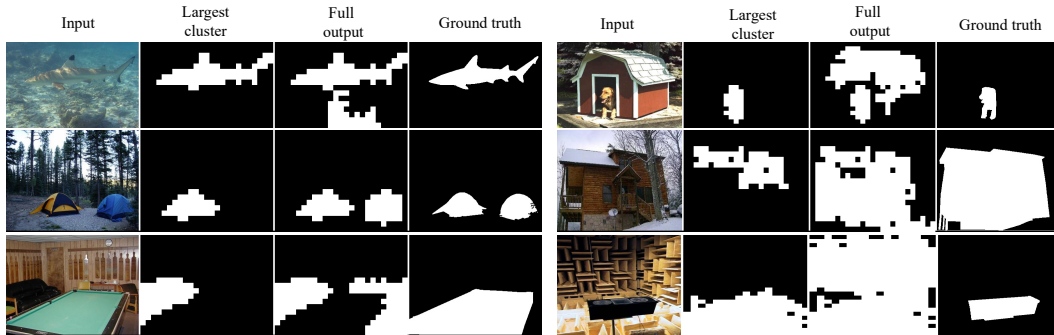 Input
Largest
cluster
Full
output
Ground truth
Input
Largest
cluster
Full
output
Ground truth